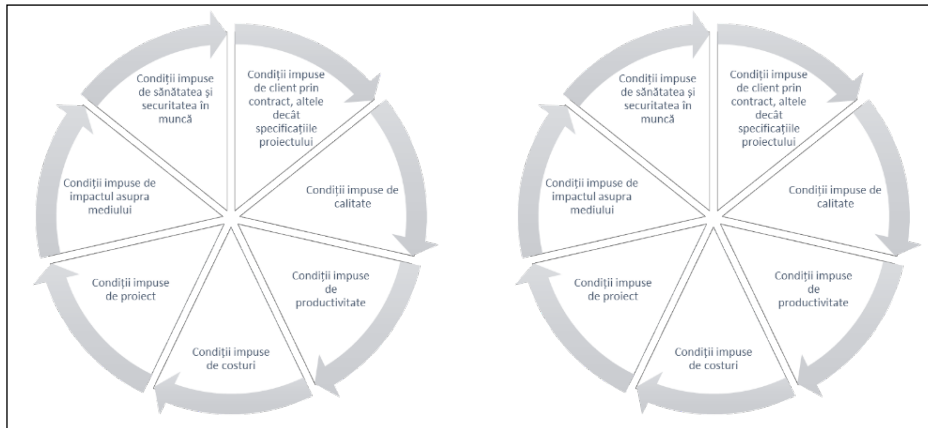 Condiții impuse
de sănătatea și
securitatea în
muncă
Condiții impuse
de client prin
contract, altele
decât
specificațiile
proiectului
Condiții impuse de
calitate
Condiții impuse
de
productivitate
Condiții impuse
de costuri
Condiții impuse
de proiect
Condiții impuse de
impactul asupra
mediului
Condiții impuse
de sănătatea și
securitatea în
muncă
Condiții impuse
de client prin
contract, altele
decât
specificațiile
proiectului
Condiții impuse de
calitate
Condiții impuse
de
productivitate
Condiții impuse
de costuri
Condiții impuse
de proiect
Condiții impuse de
impactul asupra
mediului